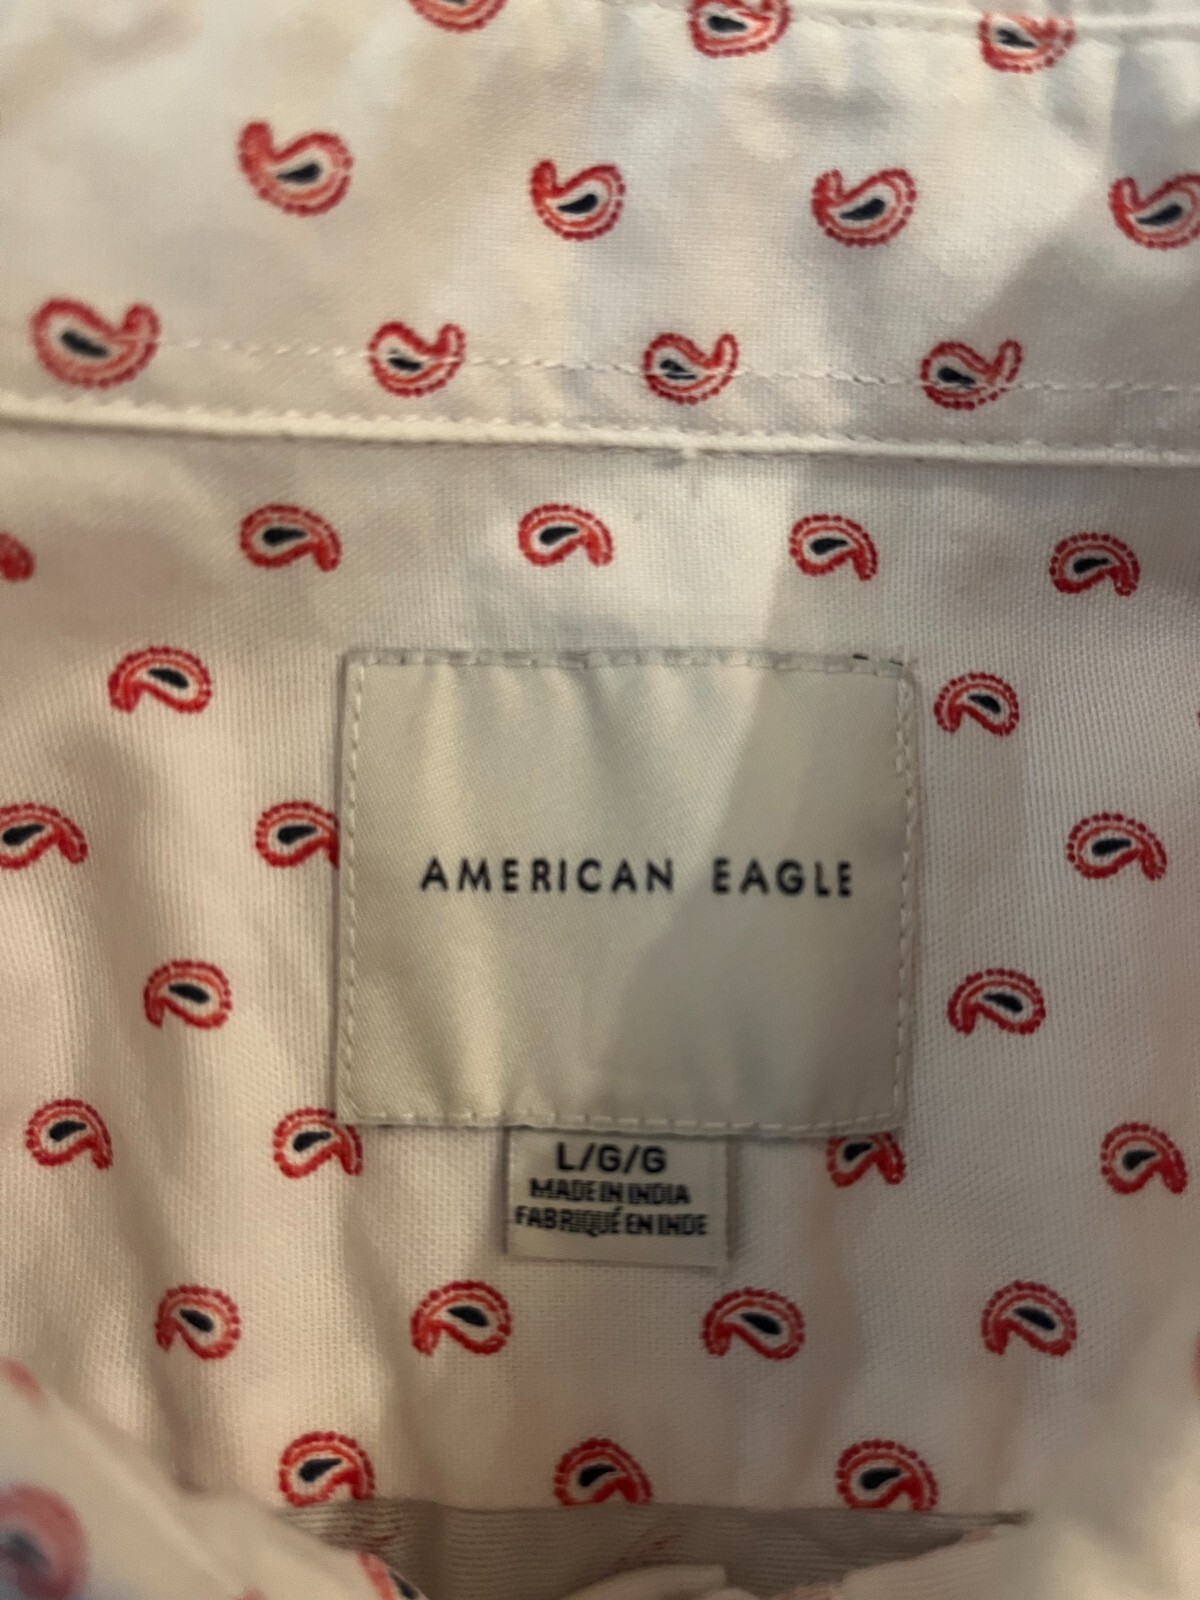 AMERICAN EAGLE
L/G/G
MADE IN INDIA
FABRIQUÉ EN INDE